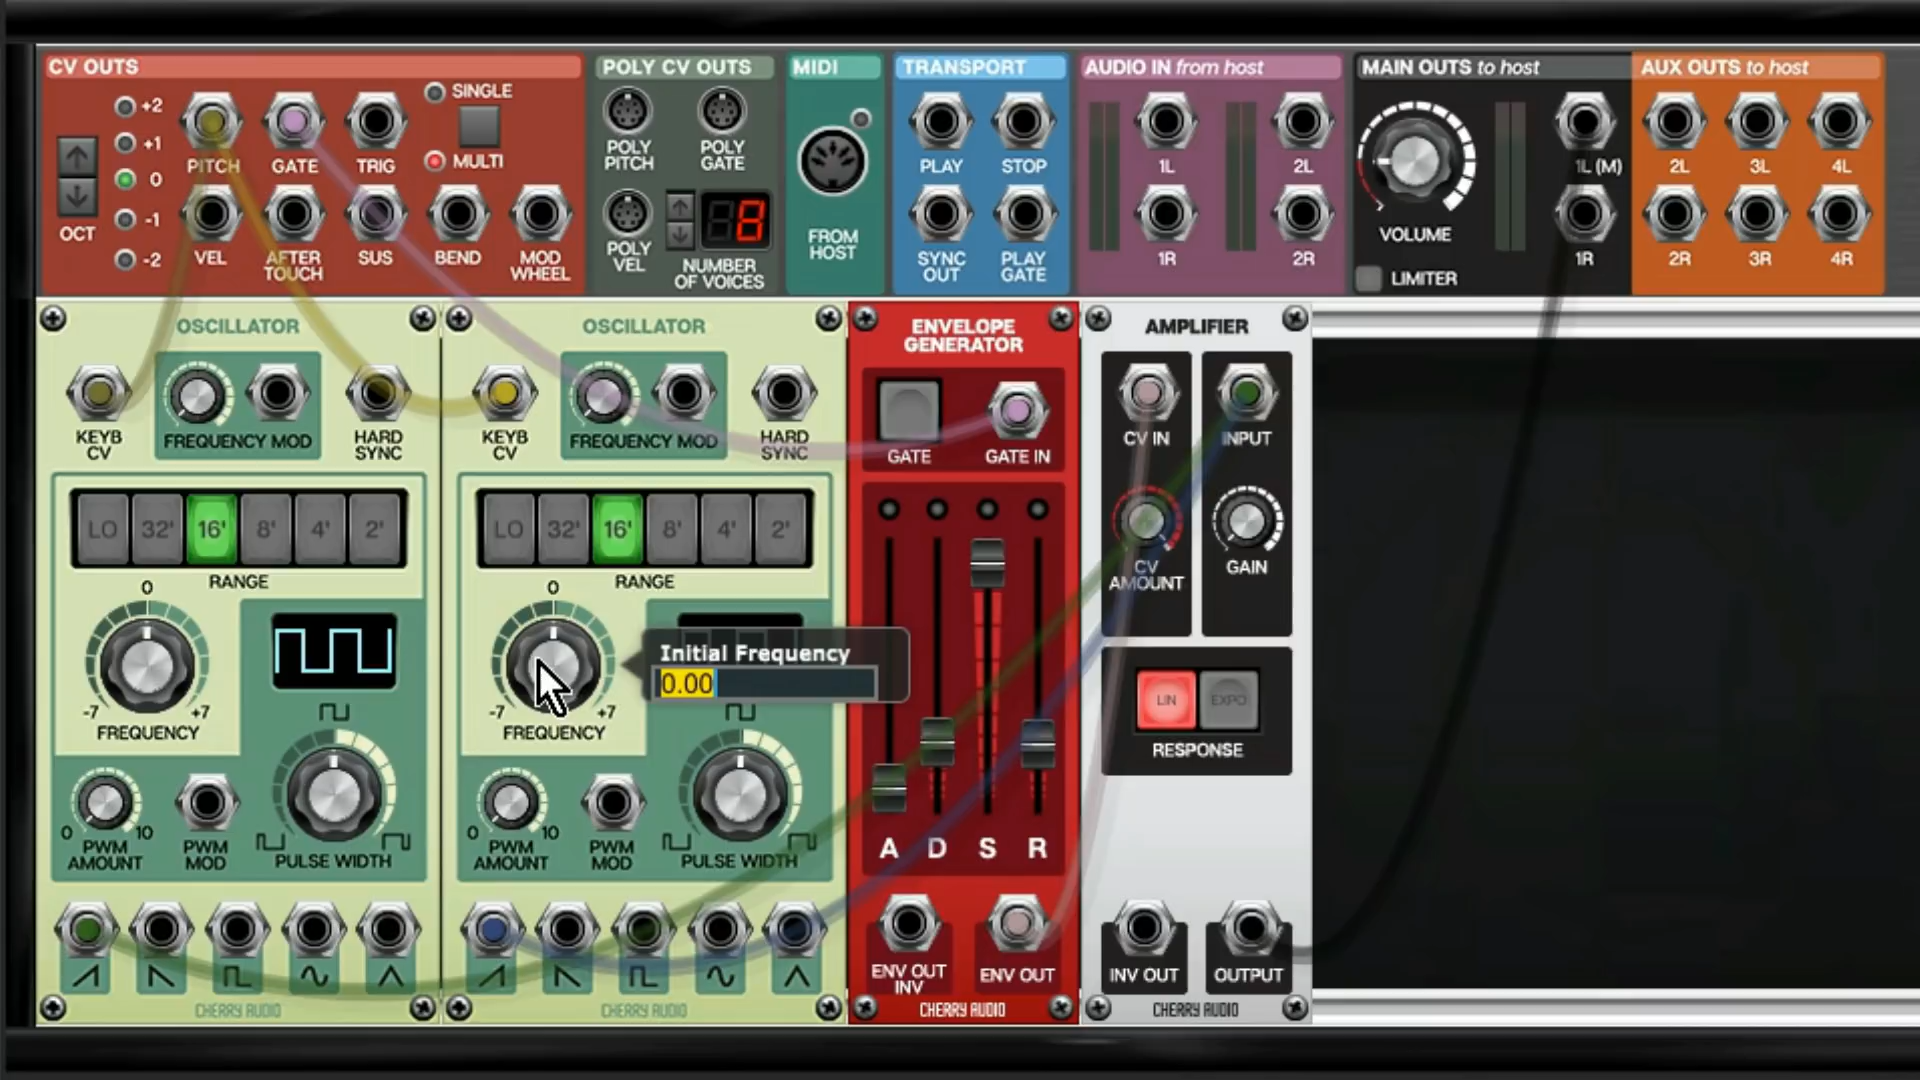 CV OUTS
POLY CV OUTS
MIDI
TRANSPORT
AUDIO IN from host
MAIN OUTS to host
AUX OUTS to host
+2
+1
0
-1
-2
OCT
PITCH
GATE
TRIG
SINGLE
MULTI
VEL
AFTER
TOUCH
SUS
BEND
MOD
WHEEL
POLY
PITCH
POLY
GATE
POLY
VEL
8
NUMBER
OF VOICES
FROM
HOST
PLAY
STOP
SYNC
OUT
PLAY
GATE
1L
2L
1R
2R
VOLUME
LIMITER
1L (M)
1R
2L
3L
4L
2R
3R
4R
OSCILLATOR
KEYB
CV
FREQUENCY MOD
HARD
SYNC
LO
32'
16'
8'
4'
2'
RANGE
0
-7
+7
FREQUENCY
0
10
PWM
AMOUNT
PWM
MOD
PULSE WIDTH
CHERRY AUDIO
OSCILLATOR
KEYB
CV
FREQUENCY MOD
HARD
SYNC
LO
32'
16'
8'
4'
2'
RANGE
0
-7
+7
FREQUENCY
Initial Frequency
0.00
0
10
PWM
AMOUNT
PWM
MOD
PULSE WIDTH
CHERRY AUDIO
ENVELOPE
GENERATOR
GATE
GATE IN
A
D
S
R
ENV OUT
INV
ENV OUT
CHERRY AUDIO
AMPLIFIER
CV IN
INPUT
CV
AMOUNT
GAIN
LIN
EXPO
RESPONSE
INV OUT
OUTPUT
CHERRY AUDIO